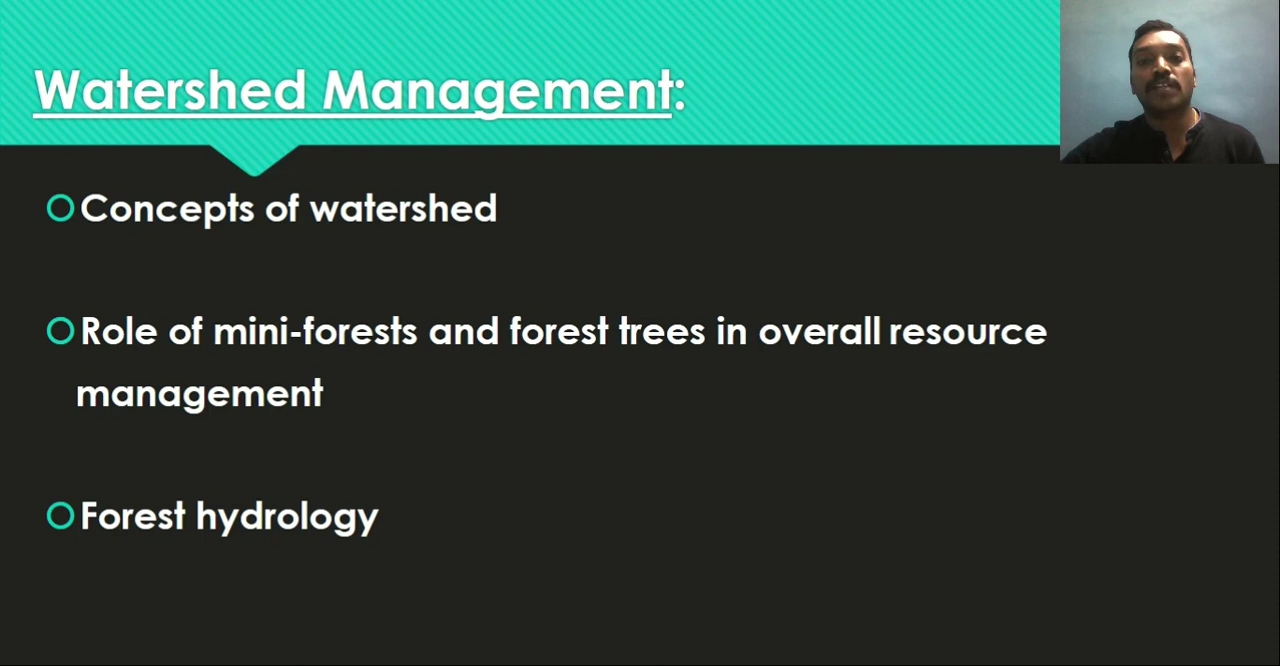 Watershed Management:
Concepts of watershed
Role of mini-forests and forest trees in overall resource
management
Forest hydrology